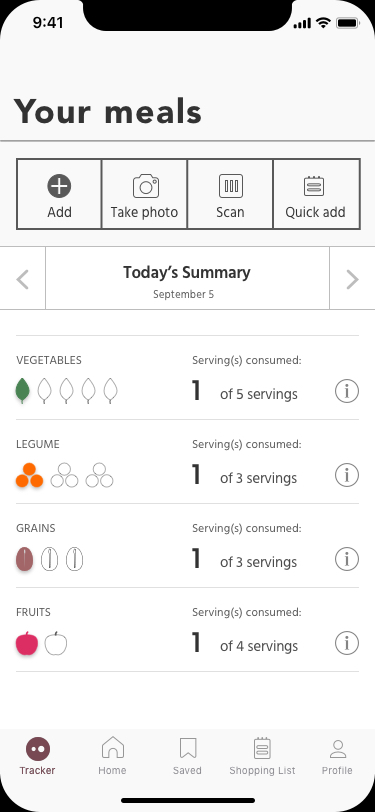 9:41
Your meals
Add
Take photo
Scan
Quick add
Today's Summary
September 5
VEGETABLES
Serving(s) consumed:
1 of 5 servings
LEGUME
Serving(s) consumed:
1 of 3 servings
GRAINS
Serving(s) consumed:
1 of 3 servings
FRUITS
Serving(s) consumed:
1 of 4 servings
Tracker
Home
Saved
Shopping List
Profile